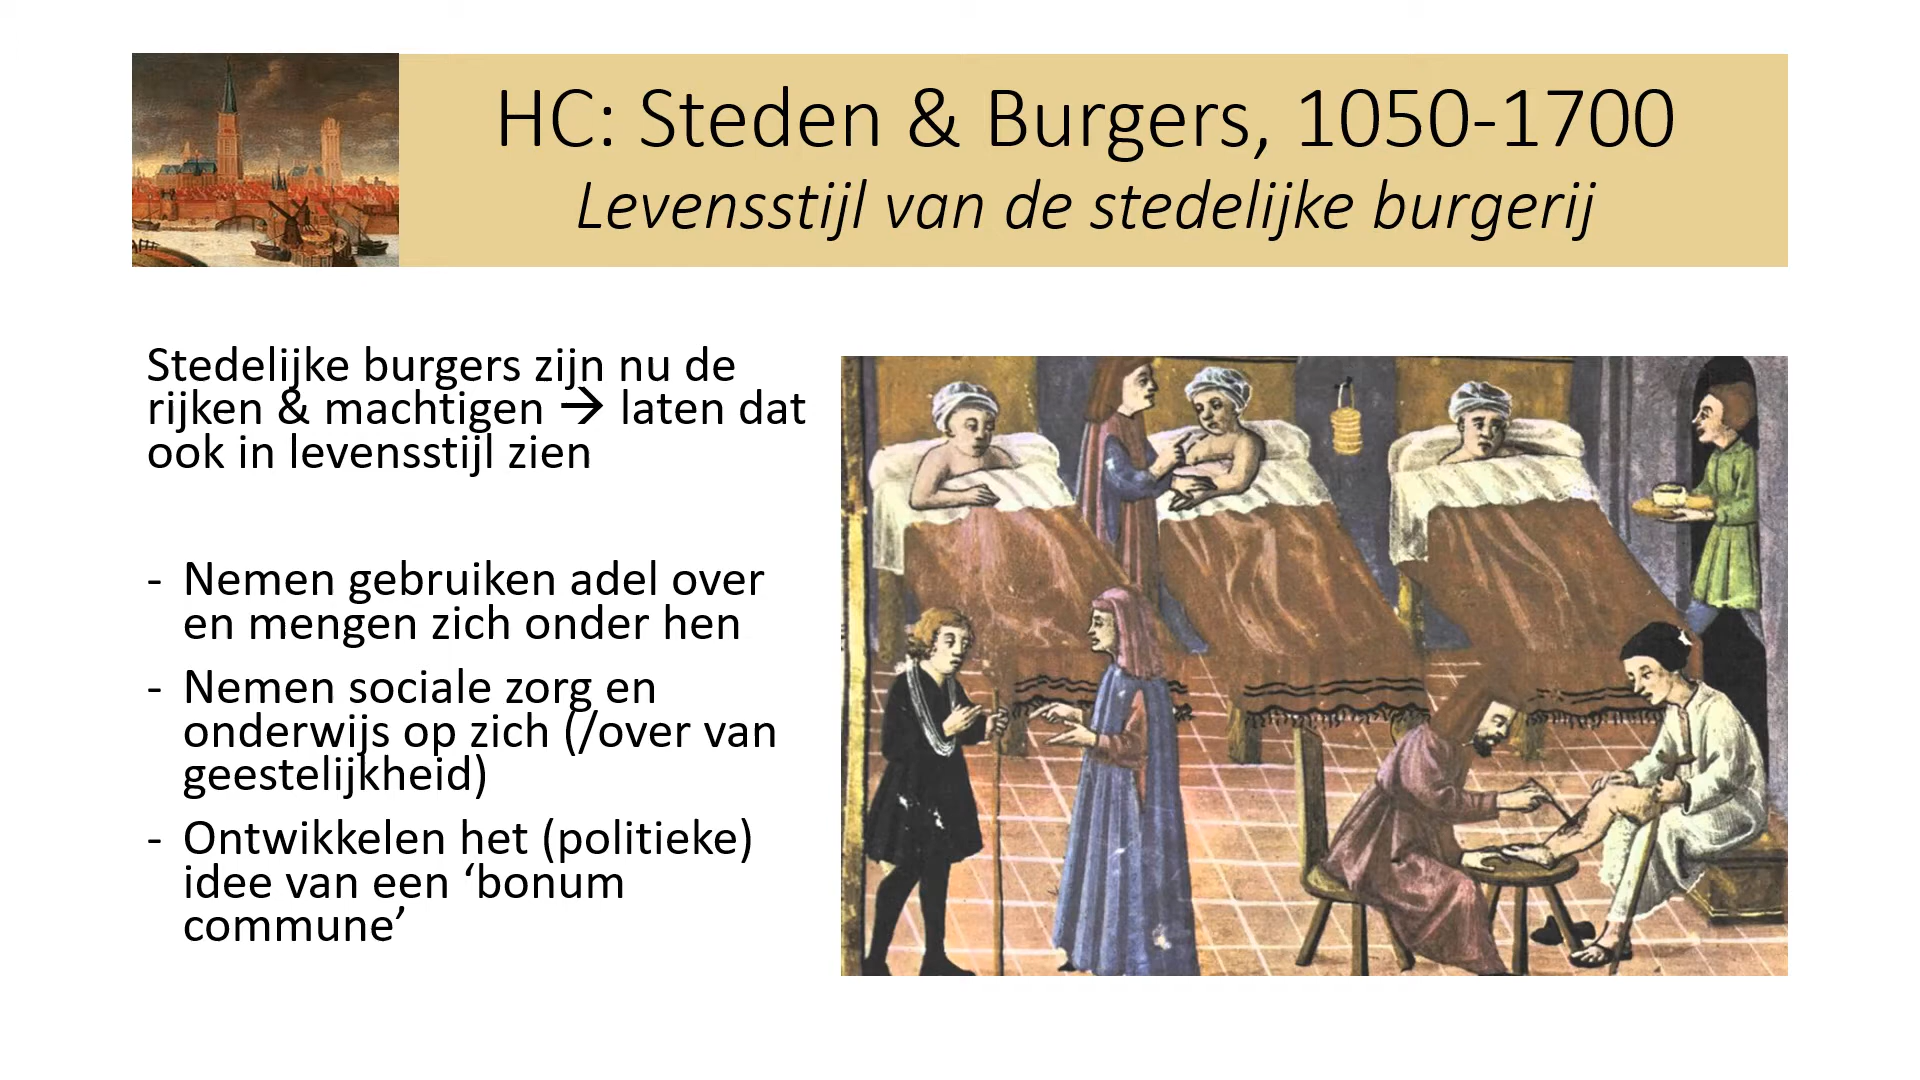 HC: Steden & Burgers, 1050-1700
Levensstijl van de stedelijke burgerij
Stedelijke burgers zijn nu de
rijken & machtigen → laten dat
ook in levensstijl zien
- Nemen gebruiken adel over
en mengen zich onder hen
- Nemen sociale zorg en
onderwijs op zich (/over van
geestelijkheid)
- Ontwikkelen het (politieke)
idee van een ‘bonum
commune’